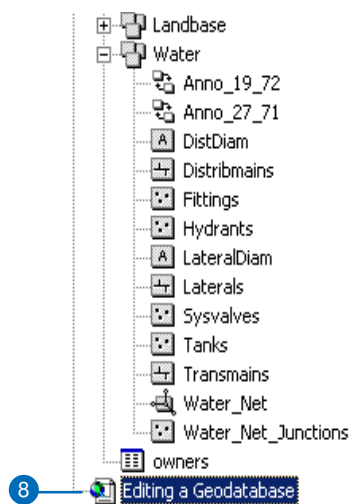 Landbase
Water
Anno_19_72
Anno_27_71
A DistDiam
Distribmains
Fittings
Hydrants
A LateralDiam
Laterals
Sysvalves
Tanks
Transmains
Water_Net
Water_Net_Junctions
owners
8 Editing a Geodatabase